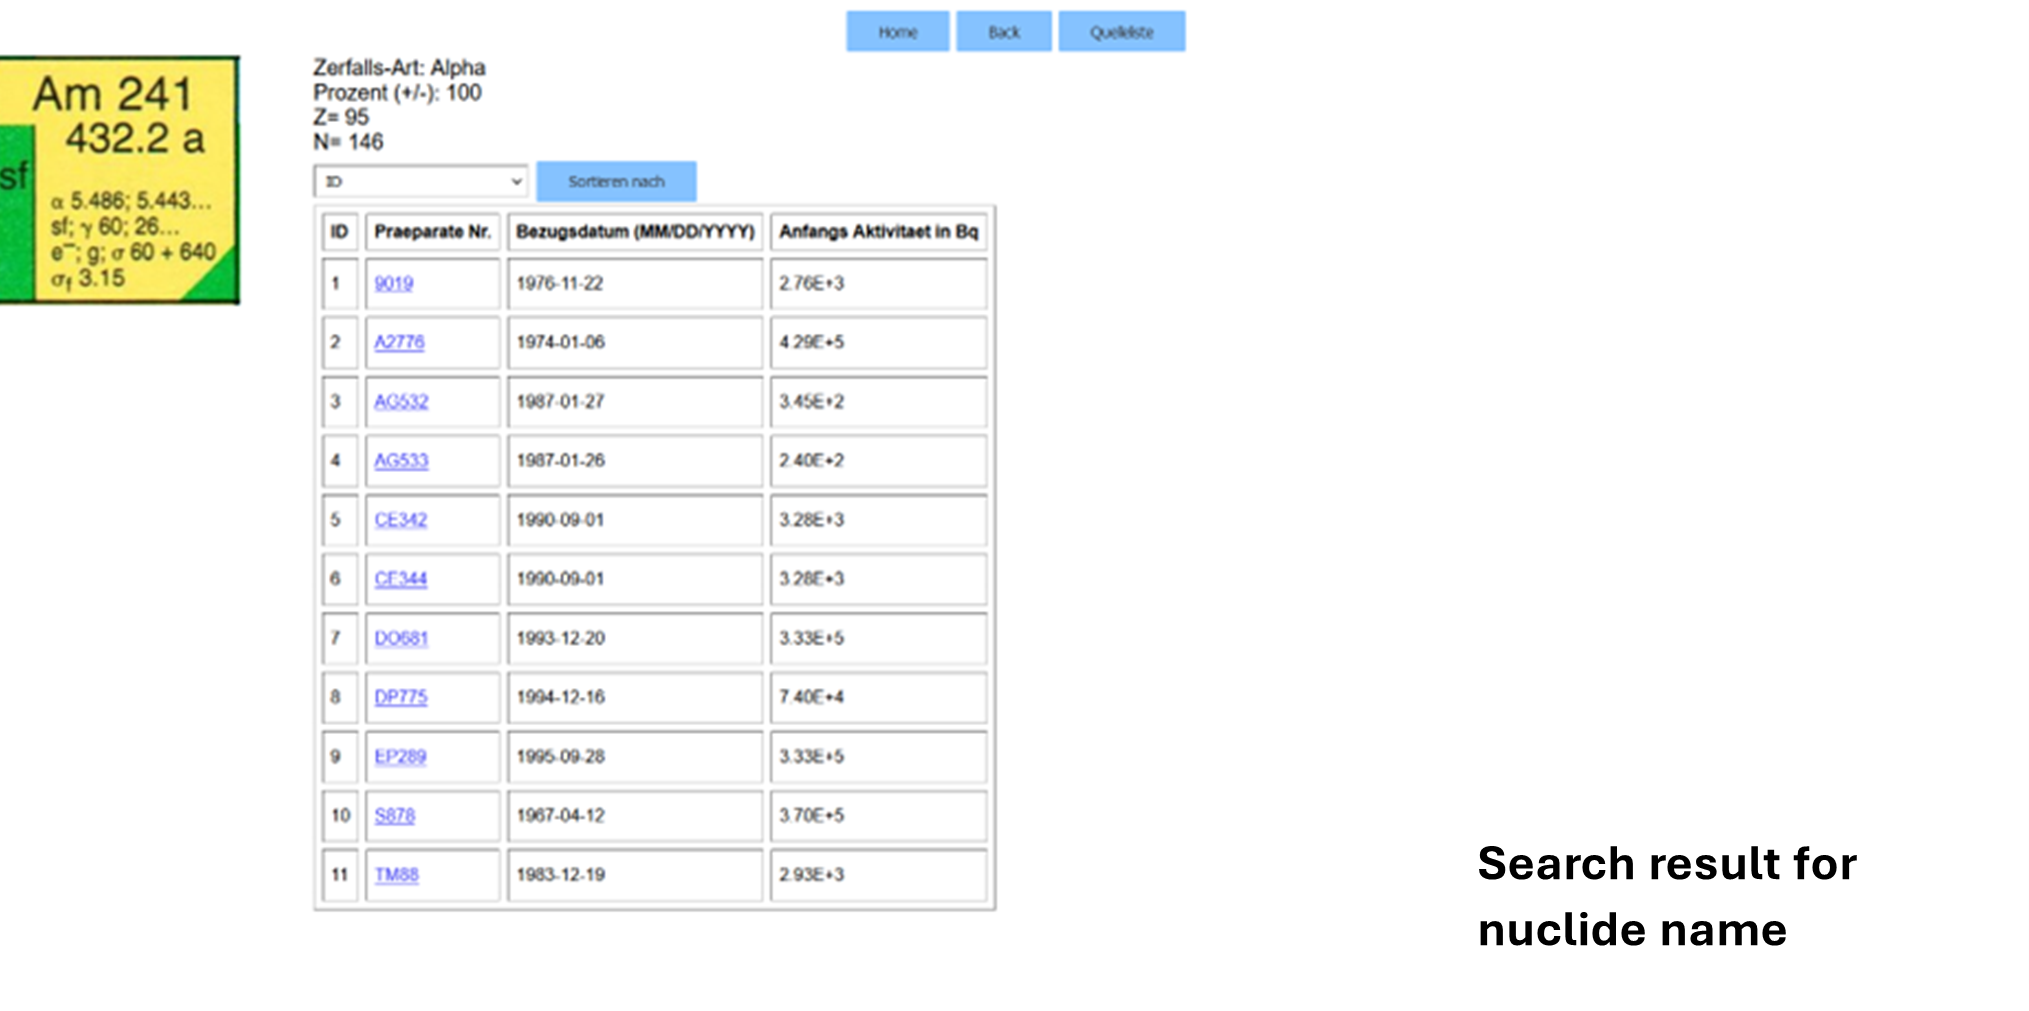 Home Back Quelleliste
Am 241
432.2 a
sf
α 5.486; 5.443...
sf; γ 60; 26...
e⁻; g; σ 60 + 640
σf 3.15
Zerfalls-Art: Alpha
Prozent (+/-): 100
Z= 95
N= 146
ID Sortieren nach
ID Praeparate Nr. Bezugsdatum (MM/DD/YYYY) Anfangs Aktivitaet in Bq
1 9019 1976-11-22 2.76E+3
2 A2776 1974-01-06 4.29E+5
3 AG532 1987-01-27 3.45E+2
4 AG533 1987-01-26 2.40E+2
5 CE342 1990-09-01 3.28E+3
6 CE344 1990-09-01 3.28E+3
7 DO681 1993-12-20 3.33E+5
8 DP775 1994-12-16 7.40E+4
9 EP289 1995-09-28 3.33E+5
10 S878 1967-04-12 3.70E+5
11 TM88 1983-12-19 2.93E+3
Search result for
nuclide name